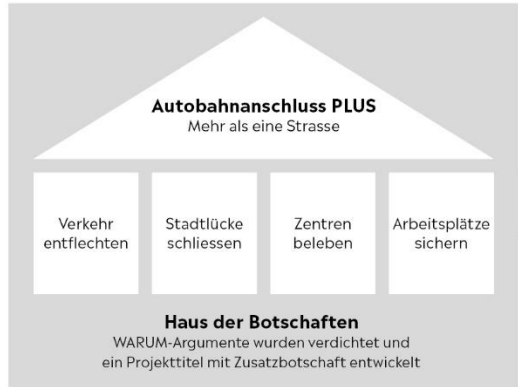 Autobahnanschluss PLUS
Mehr als eine Strasse
Verkehr
entflechten
Stadtlücke
schliessen
Zentren
beleben
Arbeitsplätze
sichern
Haus der Botschaften
WARUM-Argumente wurden verdichtet und
ein Projekttitel mit Zusatzbotschaft entwickelt